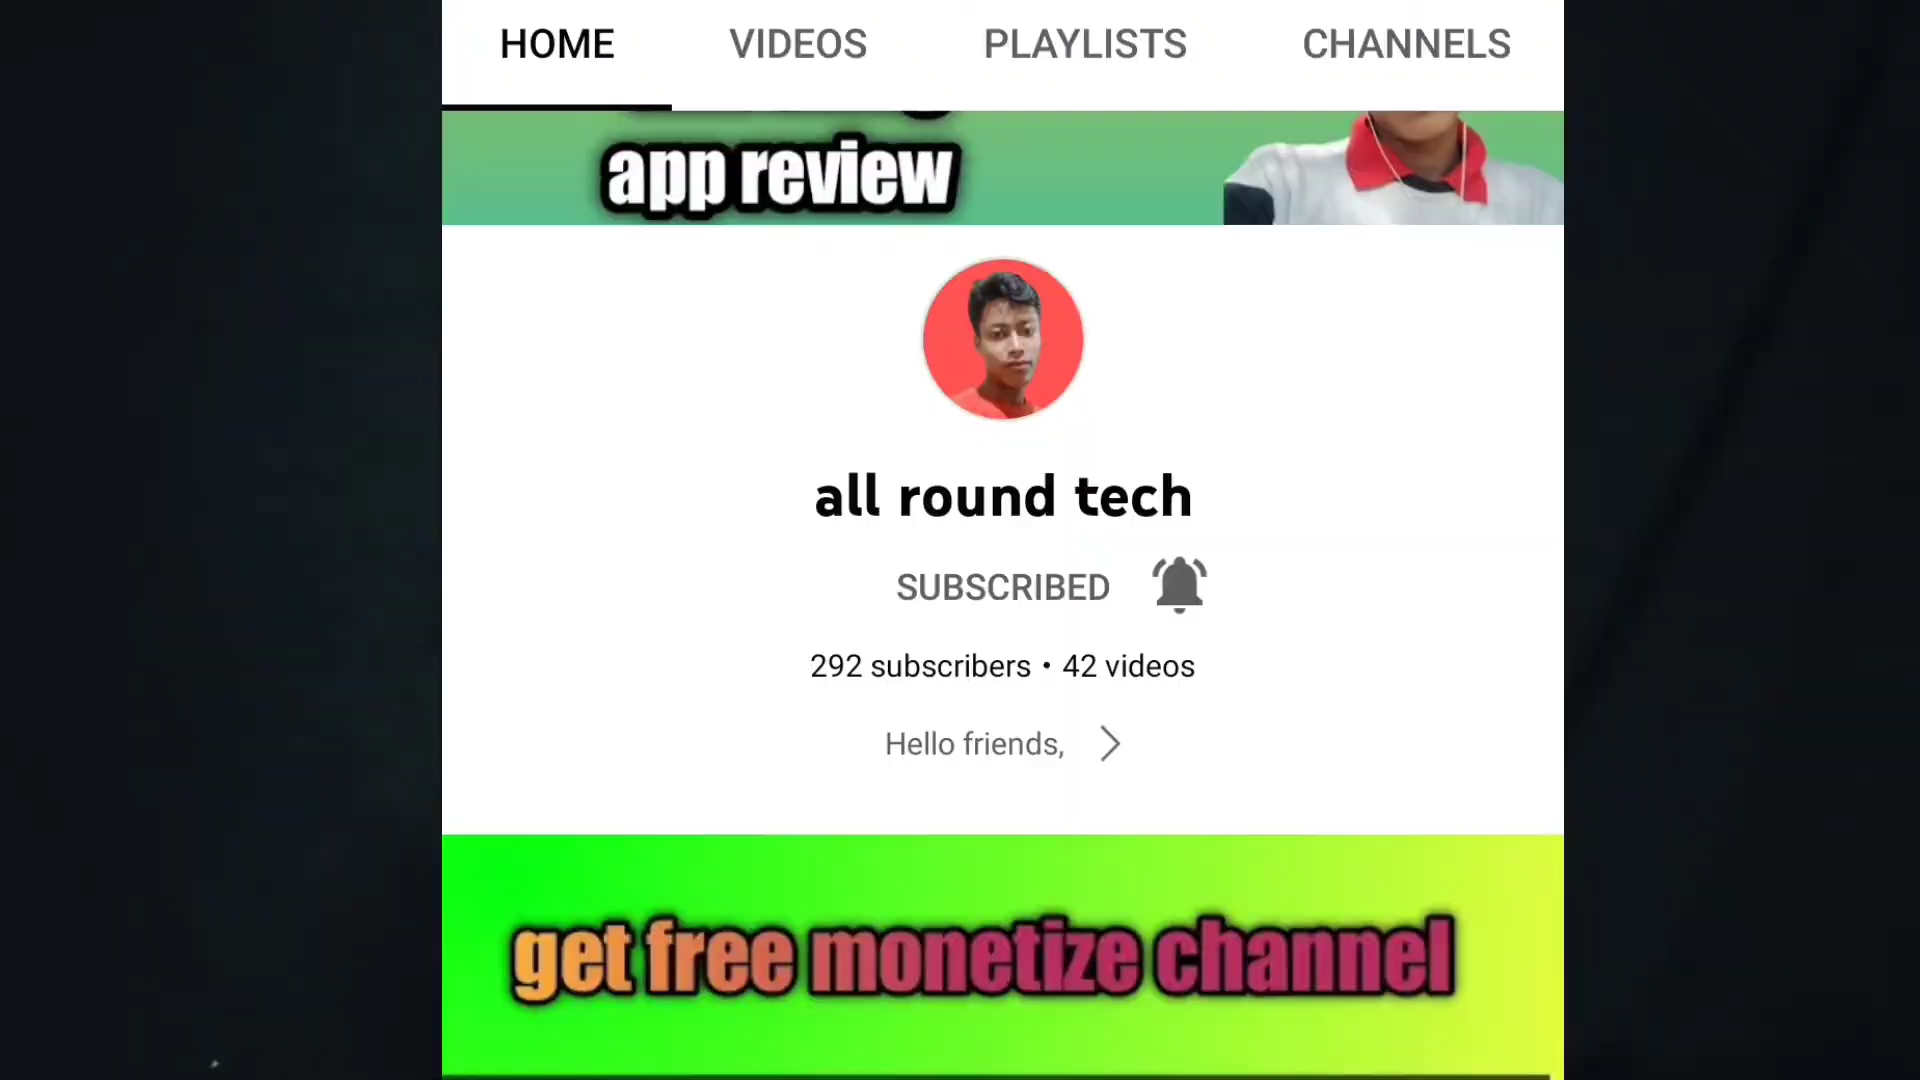 HOME VIDEOS PLAYLISTS CHANNELS
app review
all round tech
SUBSCRIBED
292 subscribers • 42 videos
Hello friends,
get free monetize channel